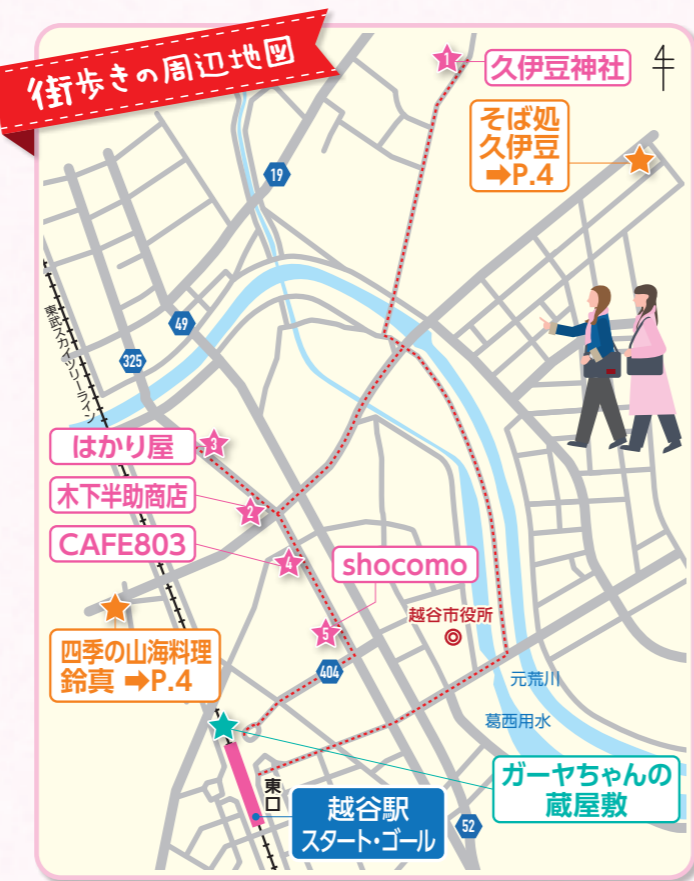 街歩きの周辺地図
1
久伊豆神社
そば処
久伊豆
➡P.4
19
49
325
東武スカイツリーライン
はかり屋
3
木下半助商店
2
CAFE803
4
shocomo
5
越谷市役所
四季の山海料理
鈴真 ➡P.4
404
元荒川
葛西用水
ガーヤちゃんの
蔵屋敷
東口
越谷駅
スタート・ゴール
52